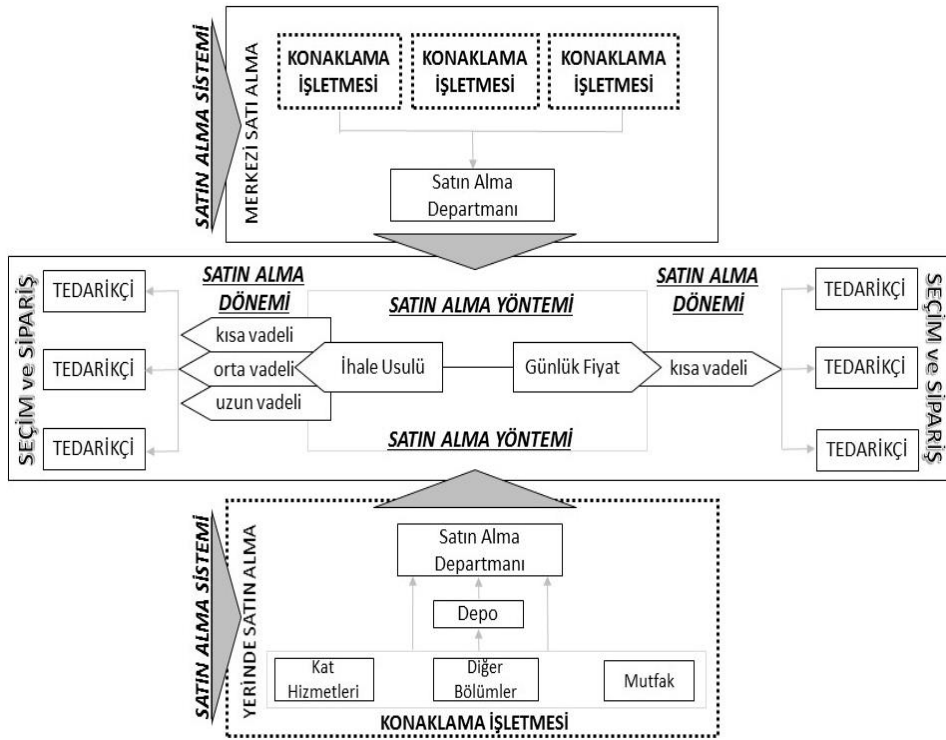 SATIN ALMA SİSTEMİ
MERKEZİ SATI ALMA
KONAKLAMA
İŞLETMESİ
KONAKLAMA
İŞLETMESİ
KONAKLAMA
İŞLETMESİ
Satın Alma
Departmanı
SEÇİM ve SİPARİŞ
TEDARİKÇİ
TEDARİKÇİ
TEDARİKÇİ
SATIN ALMA
DÖNEMİ
kısa vadeli
orta vadeli
uzun vadeli
SATIN ALMA YÖNTEMİ
İhale Usulü
Günlük Fiyat
SATIN ALMA YÖNTEMİ
SATIN ALMA
DÖNEMİ
kısa vadeli
TEDARİKÇİ
TEDARİKÇİ
TEDARİKÇİ
SEÇİM ve SİPARİŞ
SATIN ALMA SİSTEMİ
YERİNDE SATIN ALMA
Satın Alma
Departmanı
Depo
Kat
Hizmetleri
Diğer
Bölümler
Mutfak
KONAKLAMA İŞLETMESİ